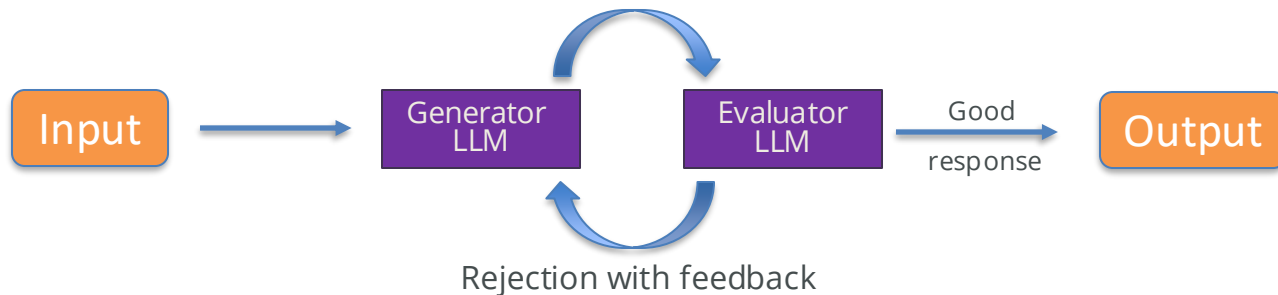 Input
Generator
LLM
Evaluator
LLM
Good
response
Output
Rejection with feedback